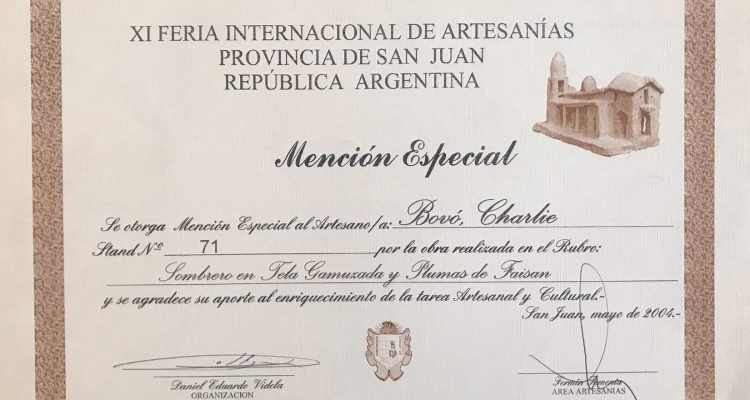 XI FERIA INTERNACIONAL DE ARTESANÍAS
PROVINCIA DE SAN JUAN
REPÚBLICA ARGENTINA
Mención Especial
Se otorga Mención Especial al Artesano/a: Bovó, Charlie
Stand Nº 71 por la obra realizada en el Rubro:
Sombrero en Tela Gamuzada y Plumas de Faisan
y se agradece su aporte al enriquecimiento de la tarea Artesanal y Cultural.-
San Juan, mayo de 2004.-
Daniel Eduardo Videla
ORGANIZACION
Fermín
AREA ARTESANIAS